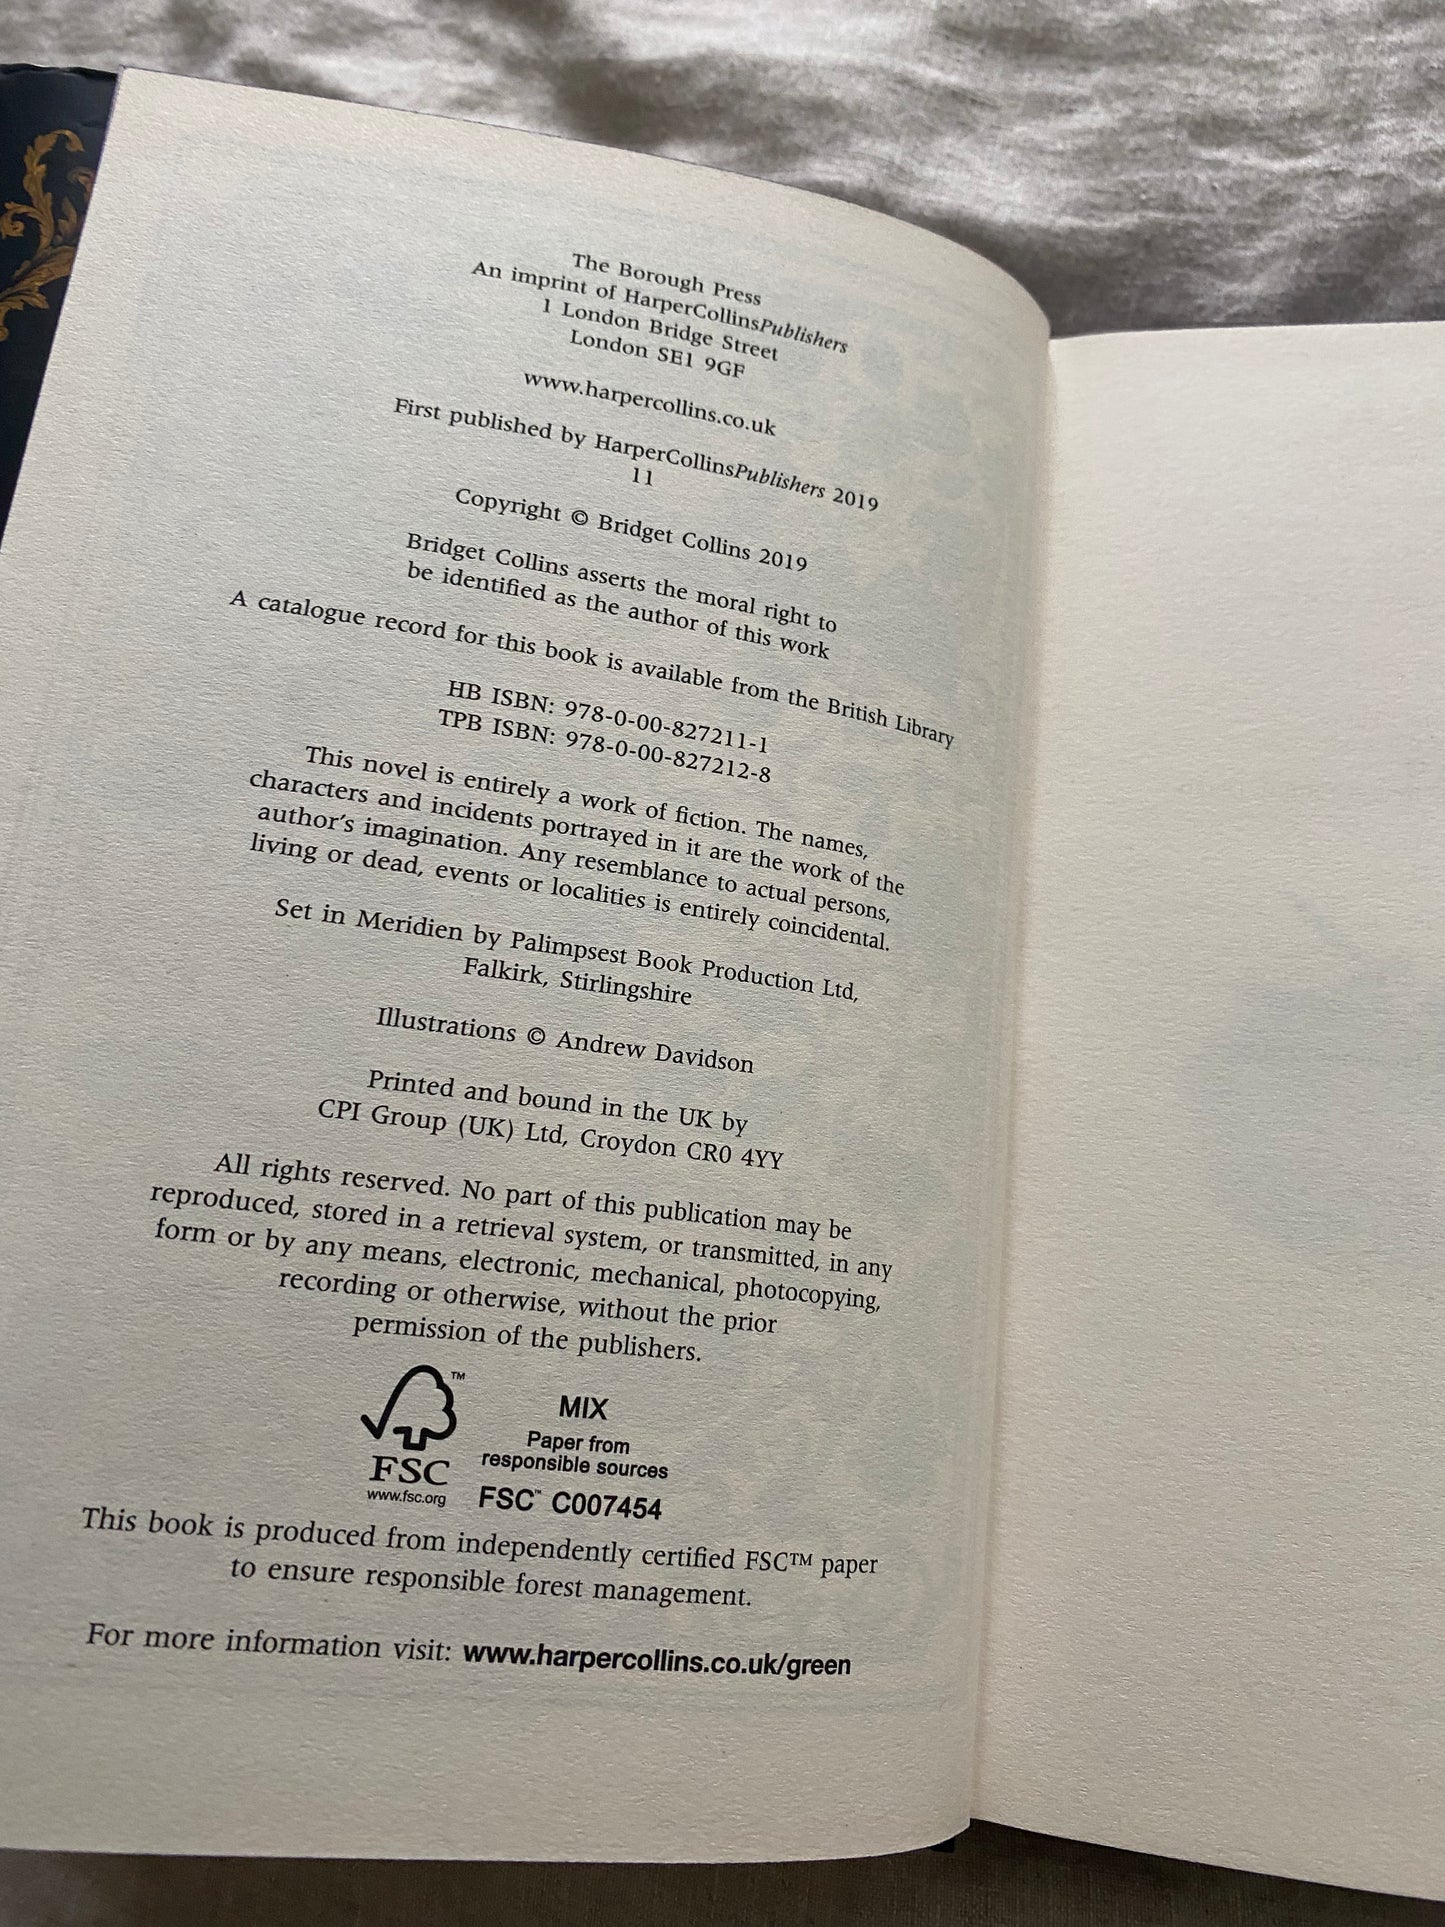 The Borough Press
An imprint of HarperCollinsPublishers
1 London Bridge Street
London SE1 9GF
www.harpercollins.co.uk
First published by HarperCollinsPublishers 2019
11
Copyright © Bridget Collins 2019
Bridget Collins asserts the moral right to
be identified as the author of this work
A catalogue record for this book is available from the British Library
HB ISBN: 978-0-00-827211-1
TPB ISBN: 978-0-00-827212-8
This novel is entirely a work of fiction. The names,
characters and incidents portrayed in it are the work of the
author's imagination. Any resemblance to actual persons,
living or dead, events or localities is entirely coincidental.
Set in Meridien by Palimpsest Book Production Ltd,
Falkirk, Stirlingshire
Illustrations © Andrew Davidson
Printed and bound in the UK by
CPI Group (UK) Ltd, Croydon CR0 4YY
All rights reserved. No part of this publication may be
reproduced, stored in a retrieval system, or transmitted, in any
form or by any means, electronic, mechanical, photocopying,
recording or otherwise, without the prior
permission of the publishers.
™
FSC
www.fsc.org
MIX
Paper from
responsible sources
FSC™ C007454
This book is produced from independently certified FSC™ paper
to ensure responsible forest management.
For more information visit: www.harpercollins.co.uk/green